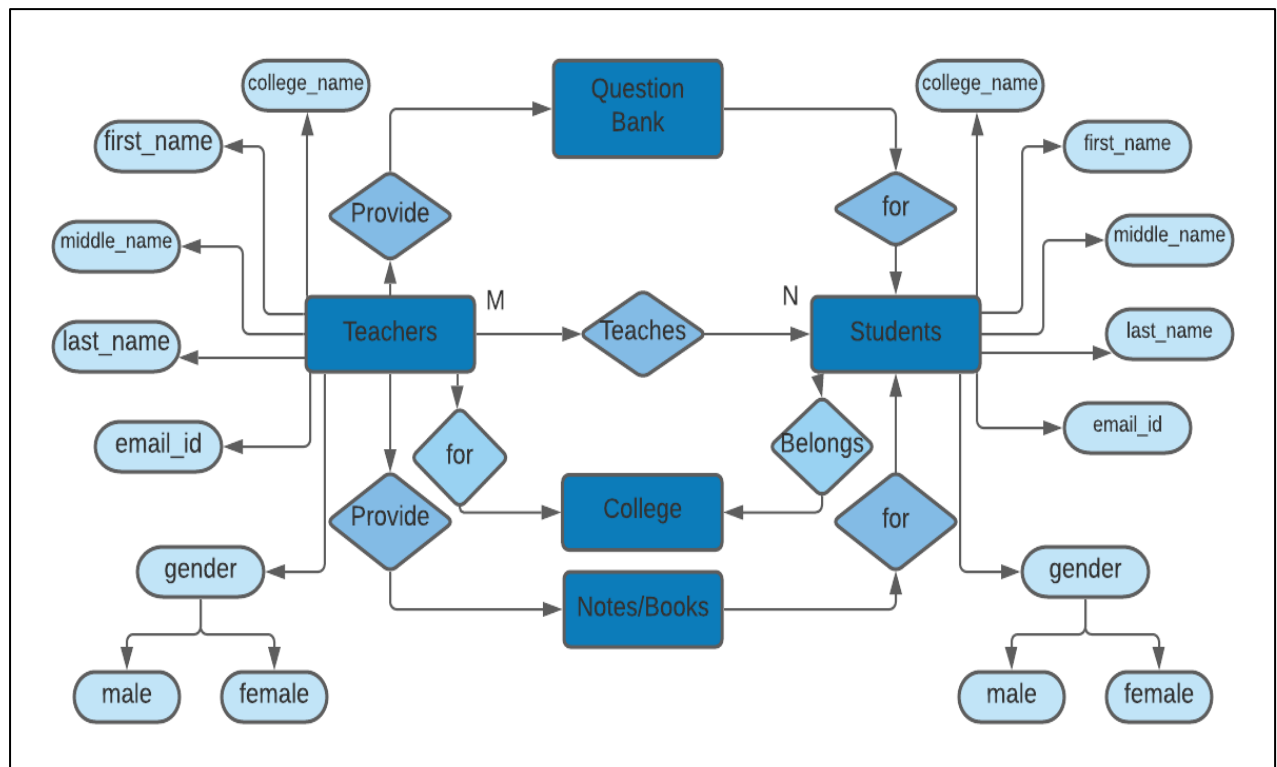 college_name
Question
Bank
college_name
first_name
first_name
Provide
for
middle_name
middle_name
M
N
Teachers
Teaches
Students
last_name
last_name
email_id
for
Belongs
email_id
Provide
College
for
gender
Notes/Books
gender
male
female
male
female